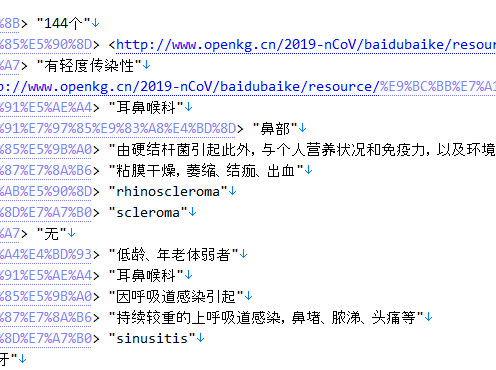 %8B> "144个"↓
%85%E5%90%8D> <http://www.openkg.cn/2019-nCoV/baidubaike/resour
%A7> "有轻度传染性"↓
p://www.openkg.cn/2019-nCoV/baidubaike/resource/%E9%BC%BB%E7%A1
%91%E5%AE%A4> "耳鼻喉科"↓
%91%E7%97%85%E9%83%A8%E4%BD%8D> "鼻部"↓
%85%E5%9B%A0> "由硬结杆菌引起此外，与个人营养状况和免疫力，以及环境
%87%E7%8A%B6> "粘膜干燥，萎缩、结痂、出血"↓
%AB%E5%90%8D> "rhinoscleroma"↓
%8D%E7%A7%B0> "scleroma"↓
%A7> "无"↓
%A4%E4%BD%93> "低龄、年老体弱者"↓
%91%E5%AE%A4> "耳鼻喉科"↓
%85%E5%9B%A0> "因呼吸道感染引起"↓
%87%E7%8A%B6> "持续较重的上呼吸道感染，鼻堵、脓涕、头痛等"↓
%8D%E7%A7%B0> "sinusitis"↓
牙"↓